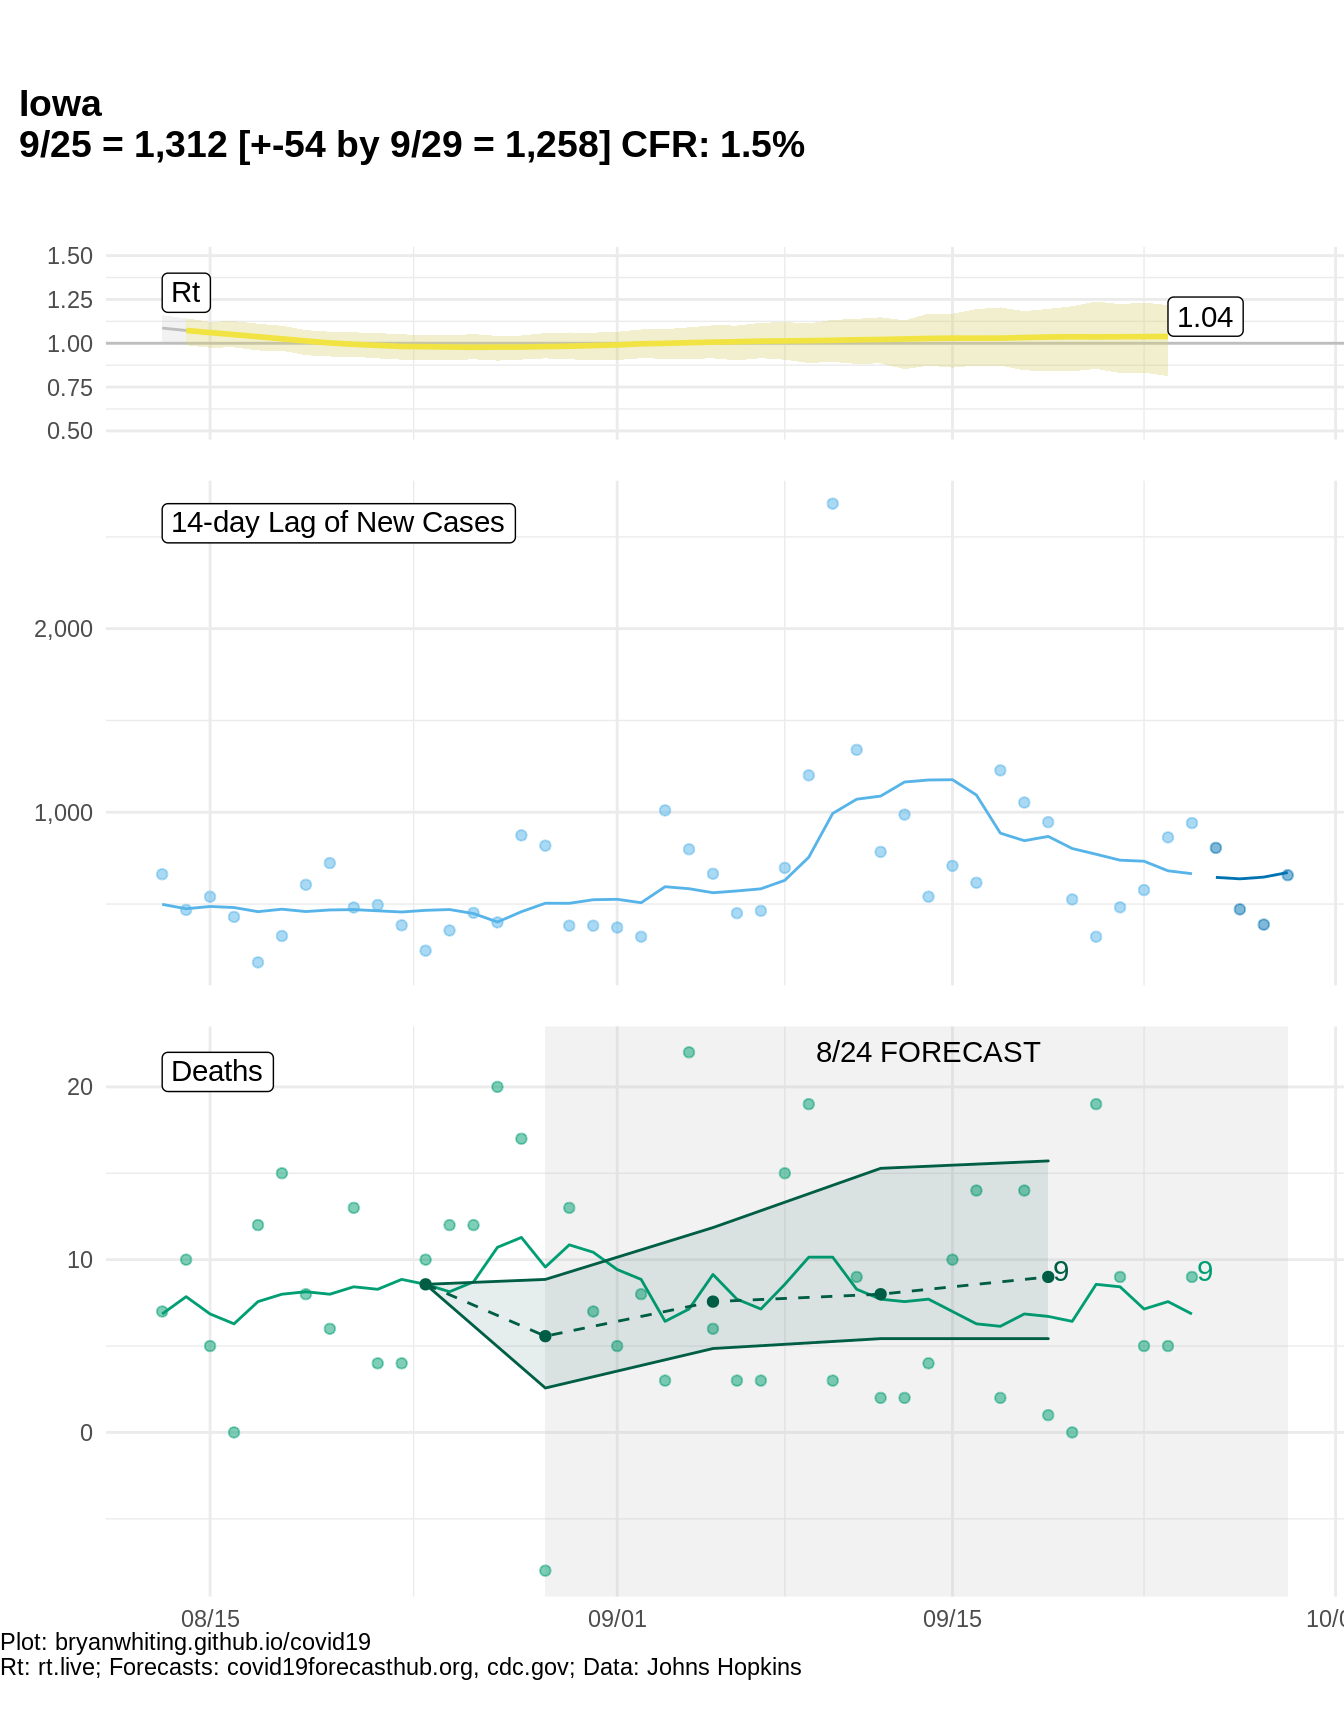 Iowa
9/25 = 1,312 [+-54 by 9/29 = 1,258] CFR: 1.5%
1.50
1.25
1.00
0.75
0.50
Rt
1.04
14-day Lag of New Cases
2,000
1,000
Deaths
8/24 FORECAST
20
10
0
9
9
08/15
09/01
09/15
10/0
Plot: bryanwhiting.github.io/covid19
Rt: rt.live; Forecasts: covid19forecasthub.org, cdc.gov; Data: Johns Hopkins